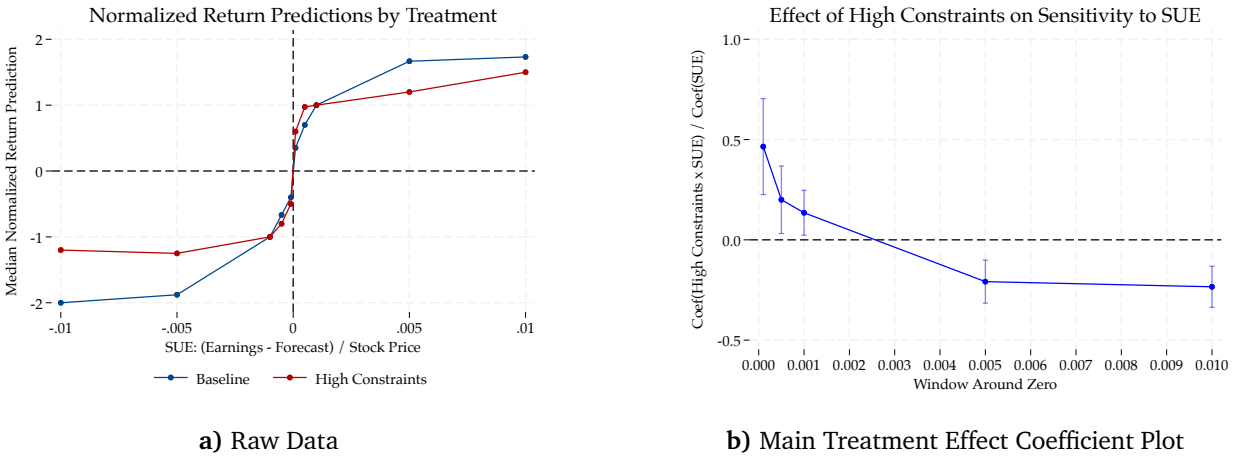 Normalized Return Predictions by Treatment
Median Normalized Return Prediction
2
1
0
-1
-2
-.01
-.005
0
.005
.01
SUE: (Earnings - Forecast) / Stock Price
Baseline
High Constraints
a) Raw Data
Effect of High Constraints on Sensitivity to SUE
Coef(High Constraints x SUE) / Coef(SUE)
1.0
0.5
0.0
-0.5
0.000
0.001
0.002
0.003
0.004
0.005
0.006
0.007
0.008
0.009
0.010
Window Around Zero
b) Main Treatment Effect Coefficient Plot